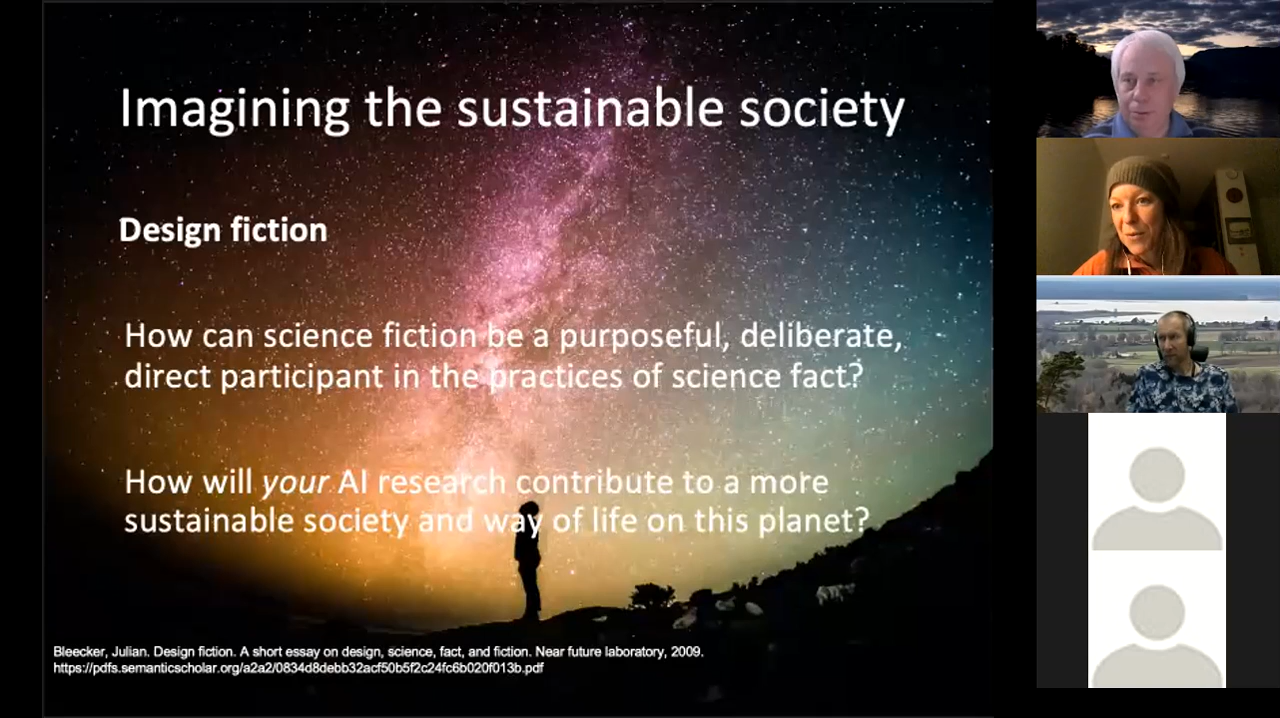 Imagining the sustainable society
Design fiction
How can science fiction be a purposeful, deliberate,
direct participant in the practices of science fact?
How will your AI research contribute to a more
sustainable society and way of life on this planet?
Bleecker, Julian. Design fiction. A short essay on design, science, fact, and fiction. Near future laboratory, 2009.
https://pdfs.semanticscholar.org/a2a2/0834d8debb32acf50b5f2c24fc6b020f013b.pdf